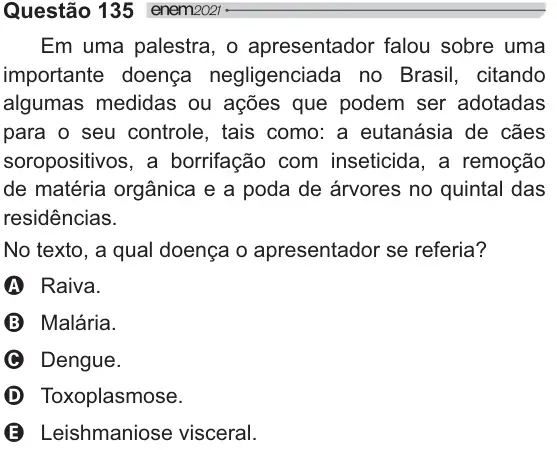 Questão 135 enem2021
Em uma palestra, o apresentador falou sobre uma
importante doença negligenciada no Brasil, citando
algumas medidas ou ações que podem ser adotadas
para o seu controle, tais como: a eutanásia de cães
soropositivos, a borrifação com inseticida, a remoção
de matéria orgânica e a poda de árvores no quintal das
residências.
No texto, a qual doença o apresentador se referia?
A Raiva.
B Malária.
C Dengue.
D Toxoplasmose.
E Leishmaniose visceral.